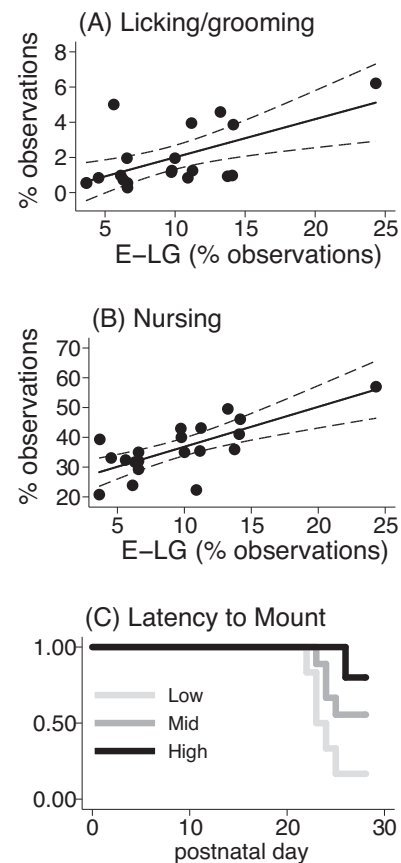 (A) Licking/grooming
% observations
8
6
4
2
0
5 10 15 20 25
E−LG (% observations)
(B) Nursing
% observations
70
60
50
40
30
20
5 10 15 20 25
E−LG (% observations)
(C) Latency to Mount
1.00
0.50
0.00
Low
Mid
High
0 10 20 30
postnatal day